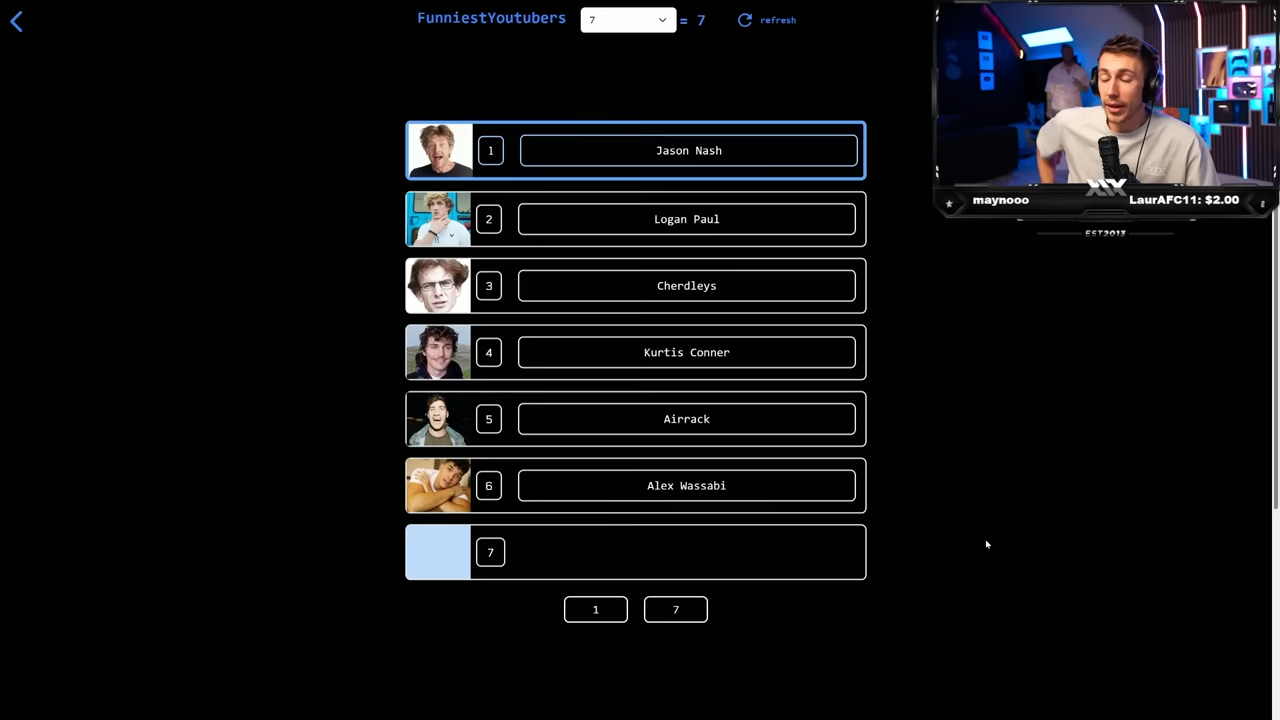 FunniestYoutubers 7 = 7 refresh
1 Jason Nash
2 Logan Paul
3 Cherdleys
4 Kurtis Conner
5 Airrack
6 Alex Wassabi
7
1 7
XIX
maynooo LaurAFC11: $2.00
EST2013